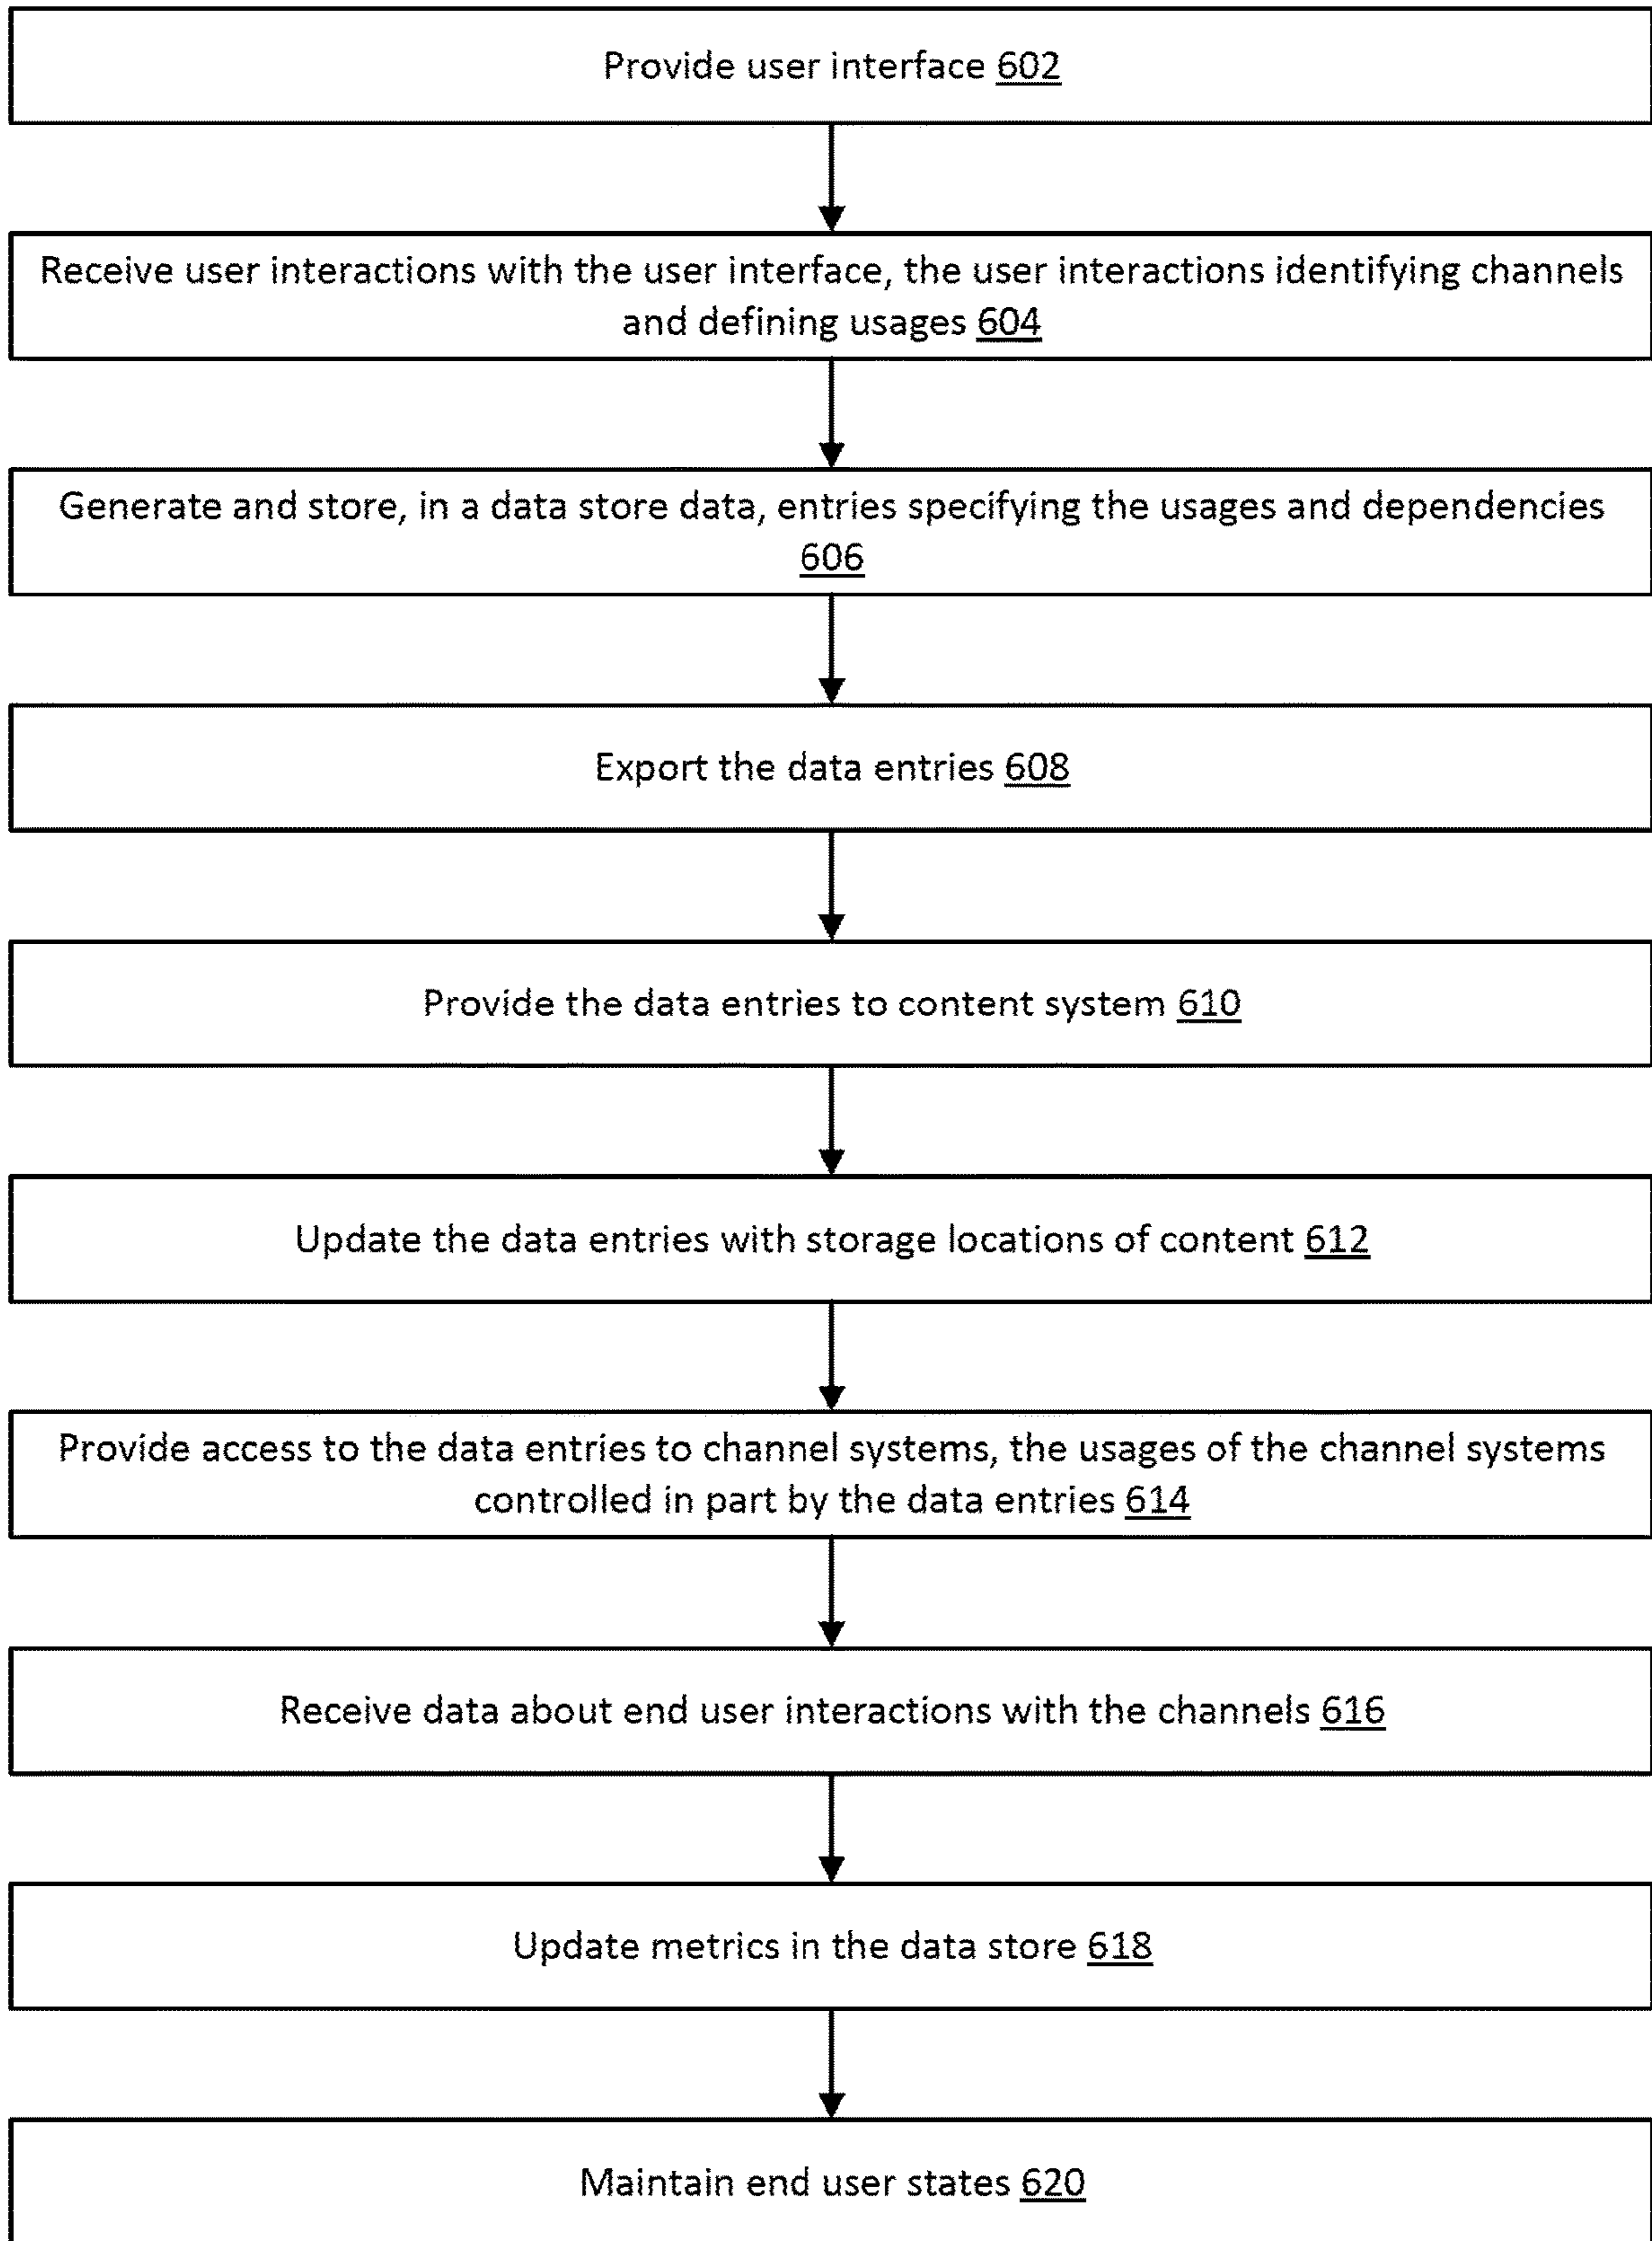 Provide user interface 602
Receive user interactions with the user interface, the user interactions identifying channels
and defining usages 604
Generate and store, in a data store data, entries specifying the usages and dependencies
606
Export the data entries 608
Provide the data entries to content system 610
Update the data entries with storage locations of content 612
Provide access to the data entries to channel systems, the usages of the channel systems
controlled in part by the data entries 614
Receive data about end user interactions with the channels 616
Update metrics in the data store 618
Maintain end user states 620